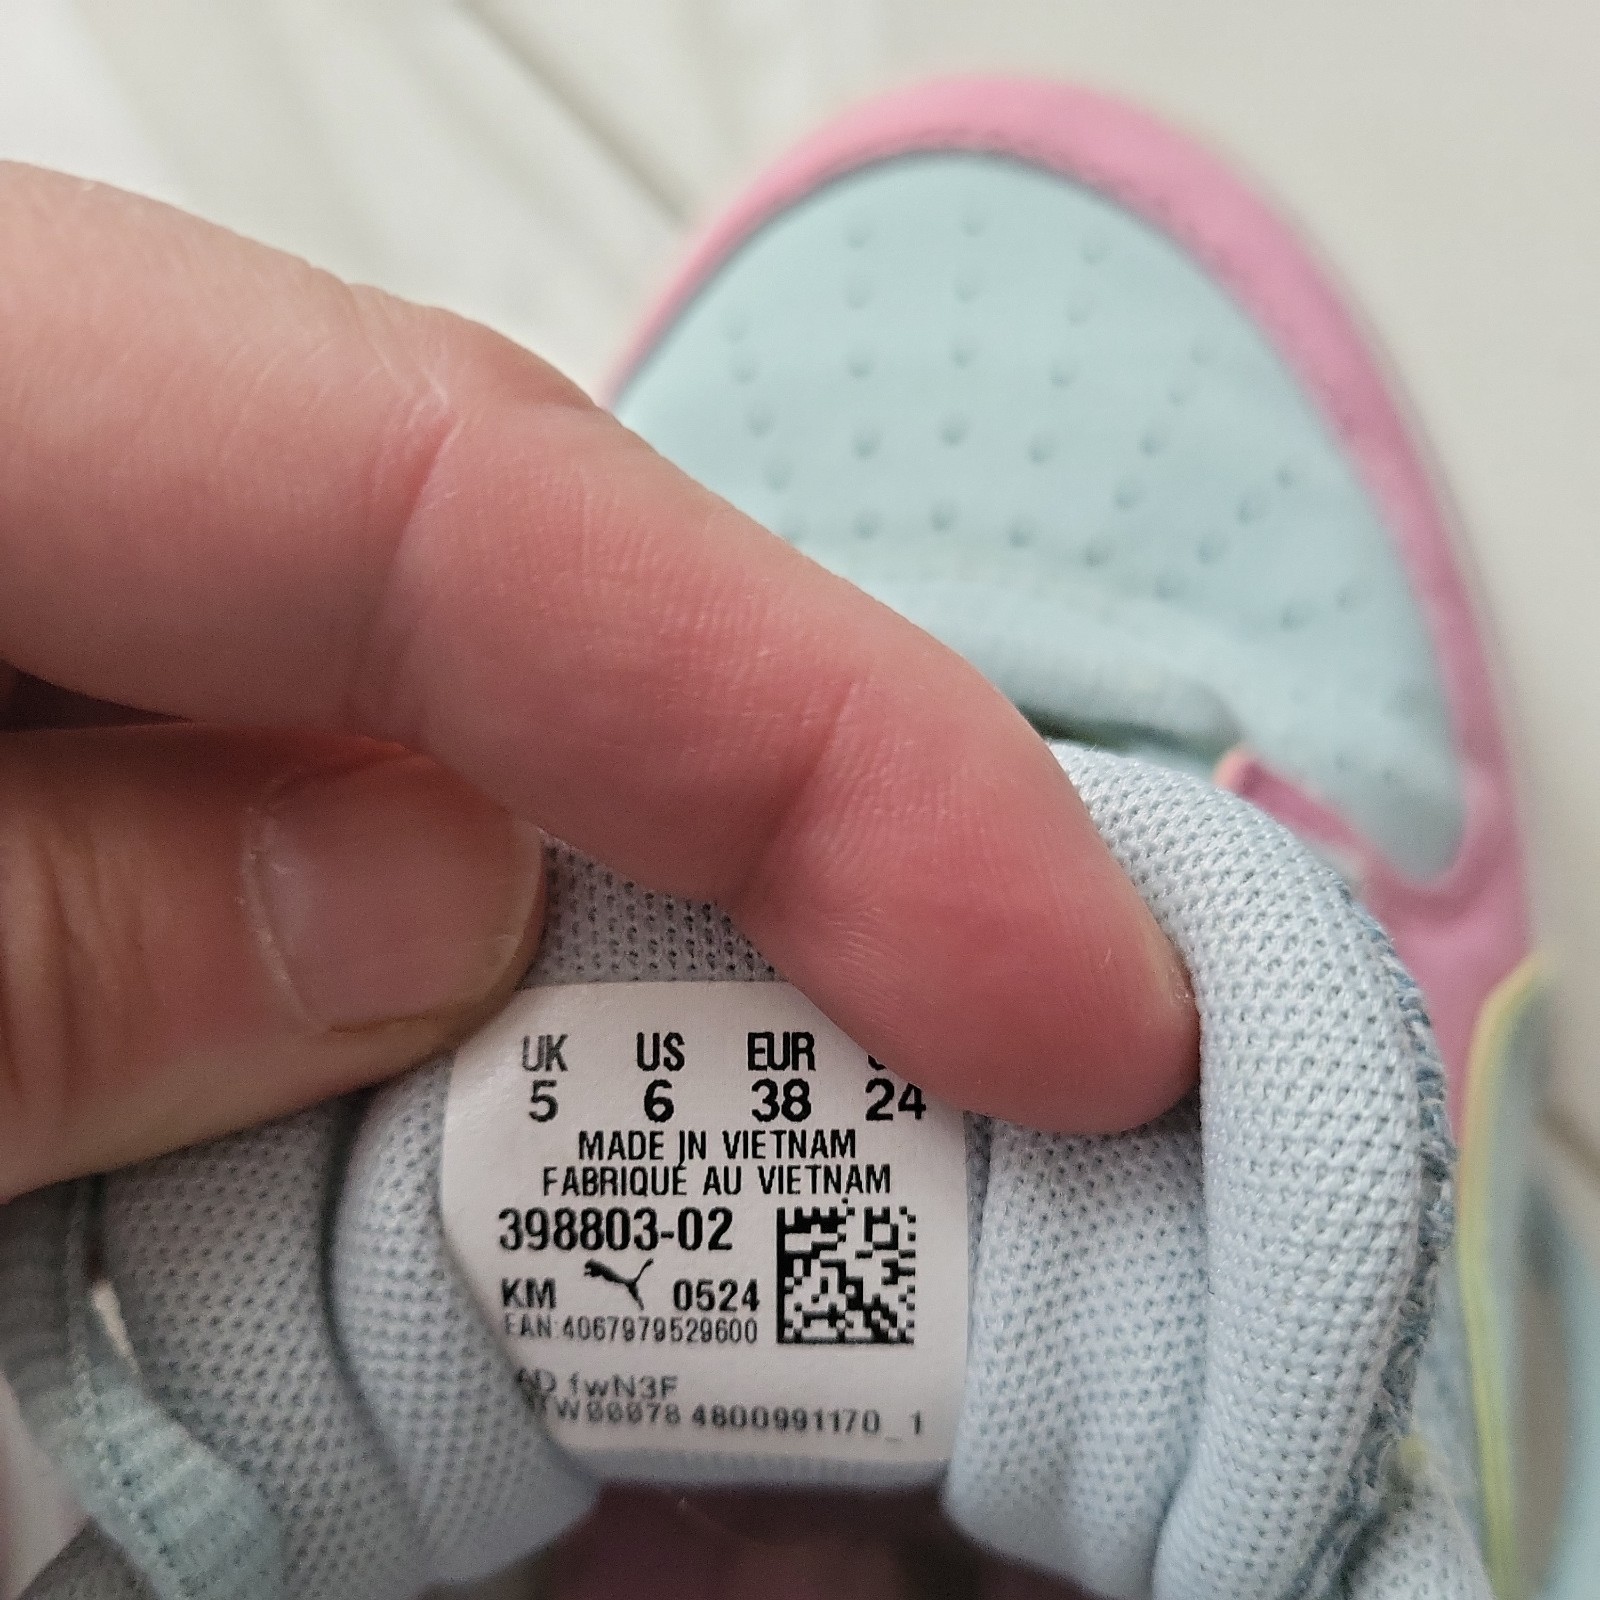 UK US EUR
5 6 38 24
MADE IN VIETNAM
FABRIQUÉ AU VIETNAM
398803-02
KM 0524
EAN:4067979529600
fwN3F
4800991170_1